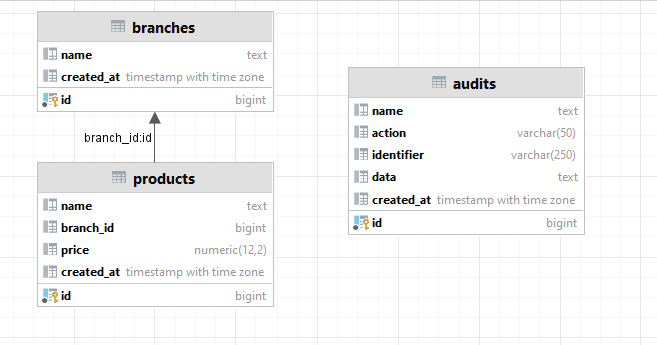 branches
name text
created_at timestamp with time zone
id bigint
branch_id:id
products
name text
branch_id bigint
price numeric(12,2)
created_at timestamp with time zone
id bigint
audits
name text
action varchar(50)
identifier varchar(250)
data text
created_at timestamp with time zone
id bigint